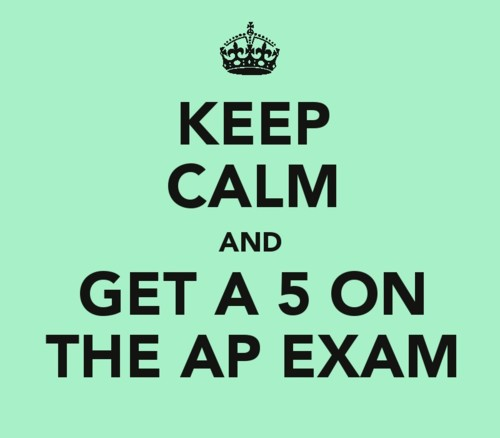 KEEP
CALM
AND
GET A 5 ON
THE AP EXAM